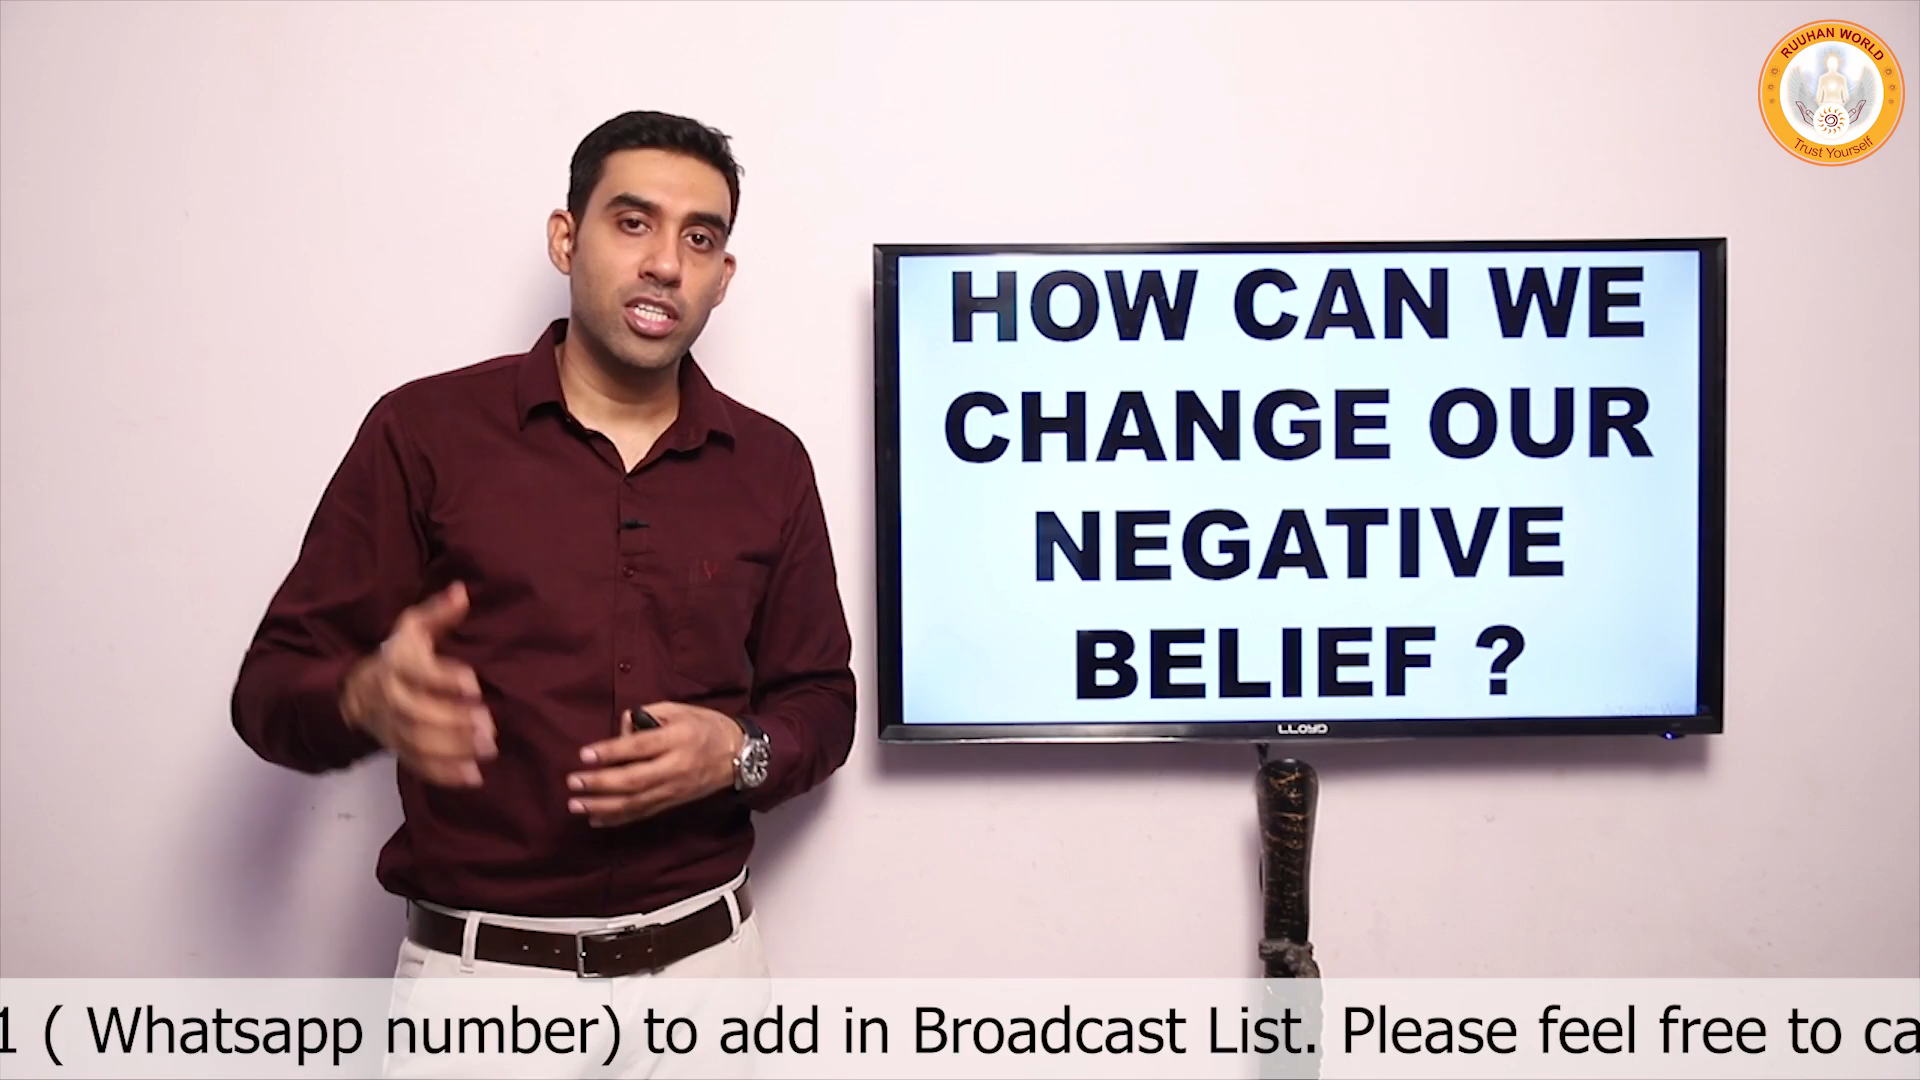 RUUHAN WORLD
Trust Yourself
HOW CAN WE
CHANGE OUR
NEGATIVE
BELIEF ?
LLOYD
1 ( Whatsapp number) to add in Broadcast List. Please feel free to ca